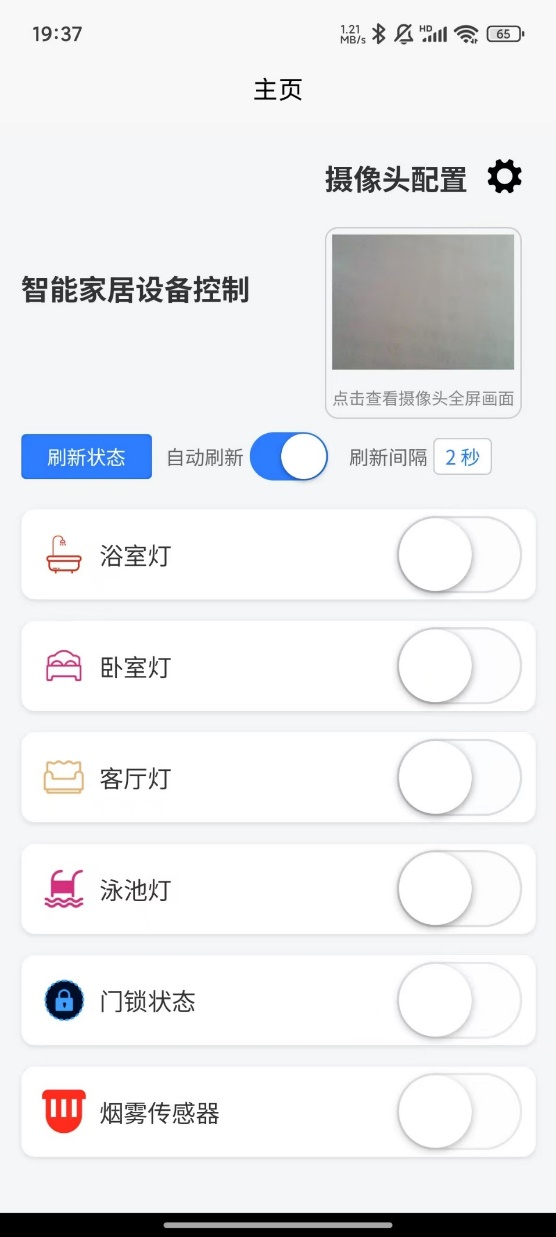 19:37
1.21
MB/s
HD
65
主页
摄像头配置
智能家居设备控制
点击查看摄像头全屏画面
刷新状态 自动刷新 刷新间隔 2 秒
浴室灯
卧室灯
客厅灯
泳池灯
门锁状态
烟雾传感器